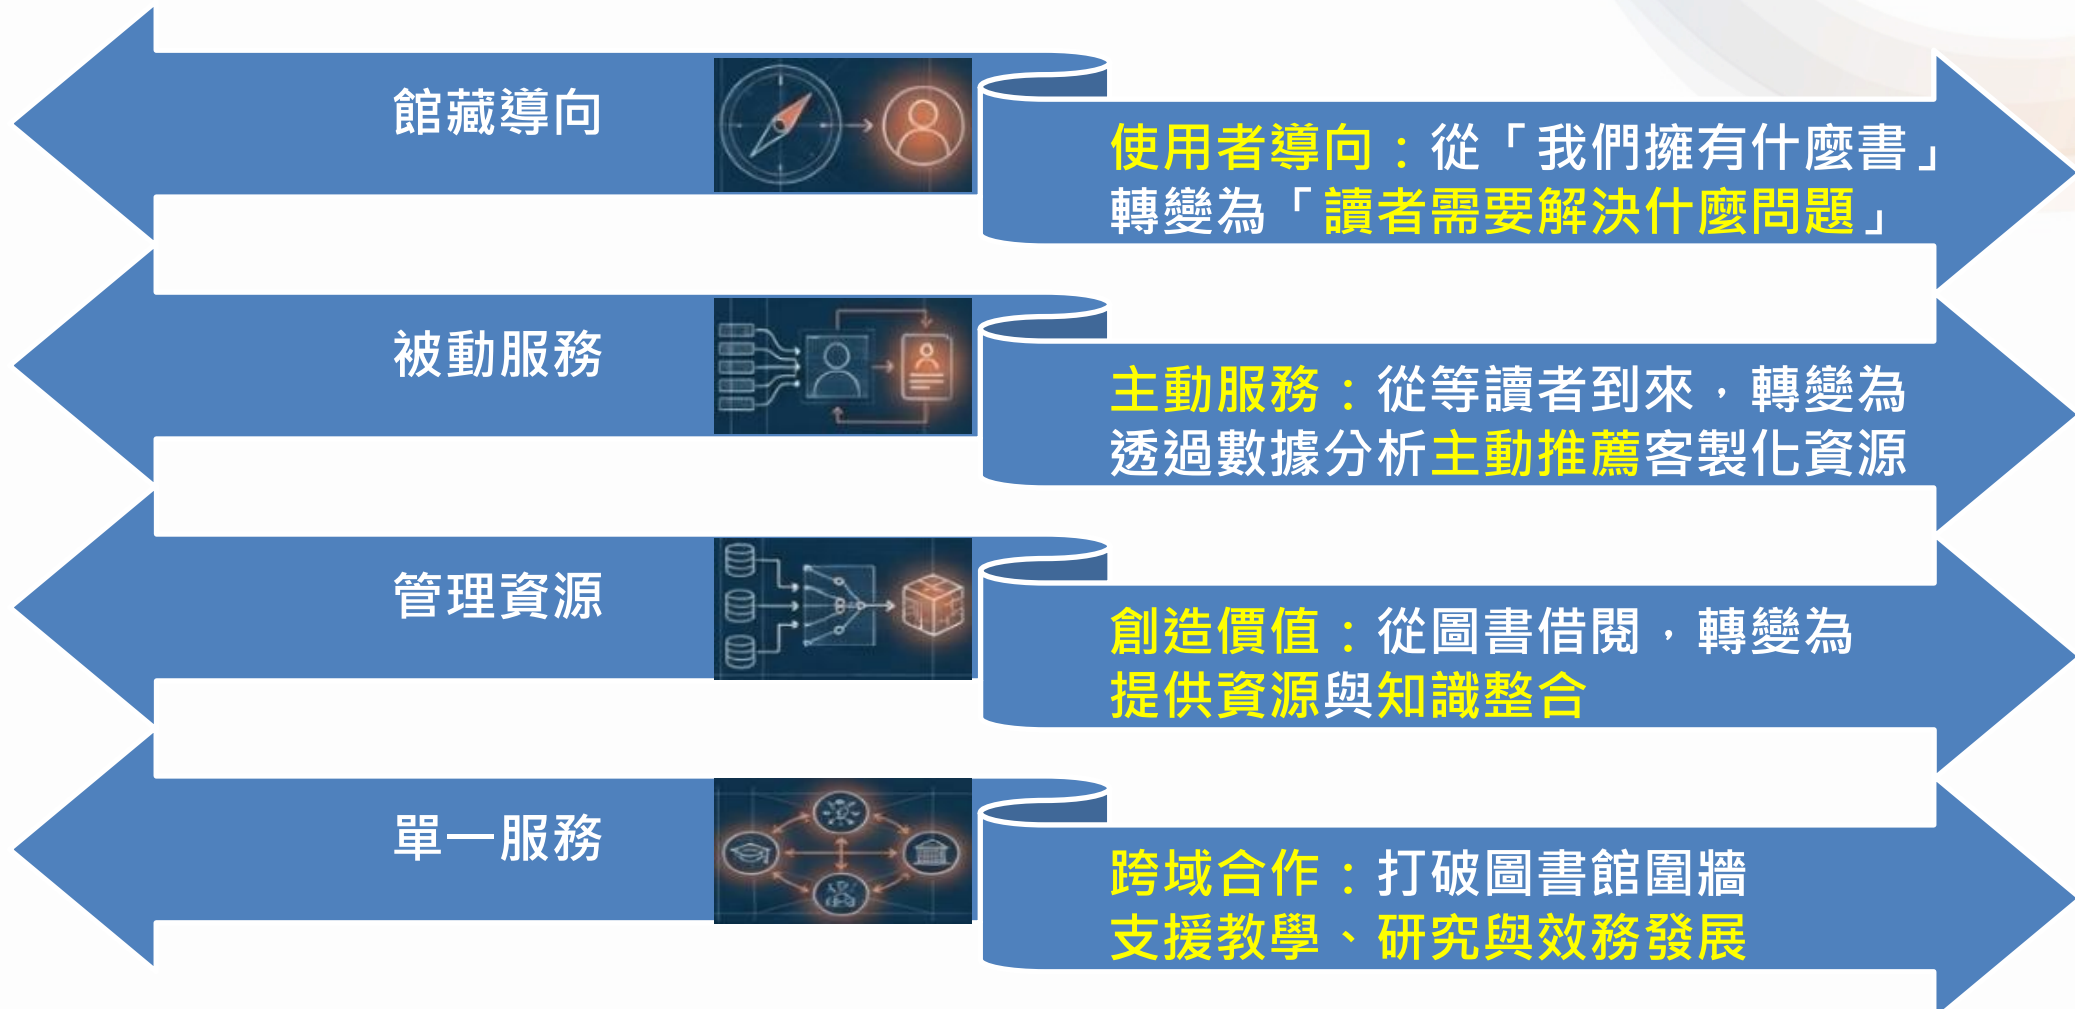 館藏導向
使用者導向：從「我們擁有什麼書」
轉變為「讀者需要解決什麼問題」
被動服務
主動服務：從等讀者到來，轉變為
透過數據分析主動推薦客製化資源
管理資源
創造價值：從圖書借閱，轉變為
提供資源與知識整合
單一服務
跨域合作：打破圖書館圍牆
支援教學、研究與效務發展